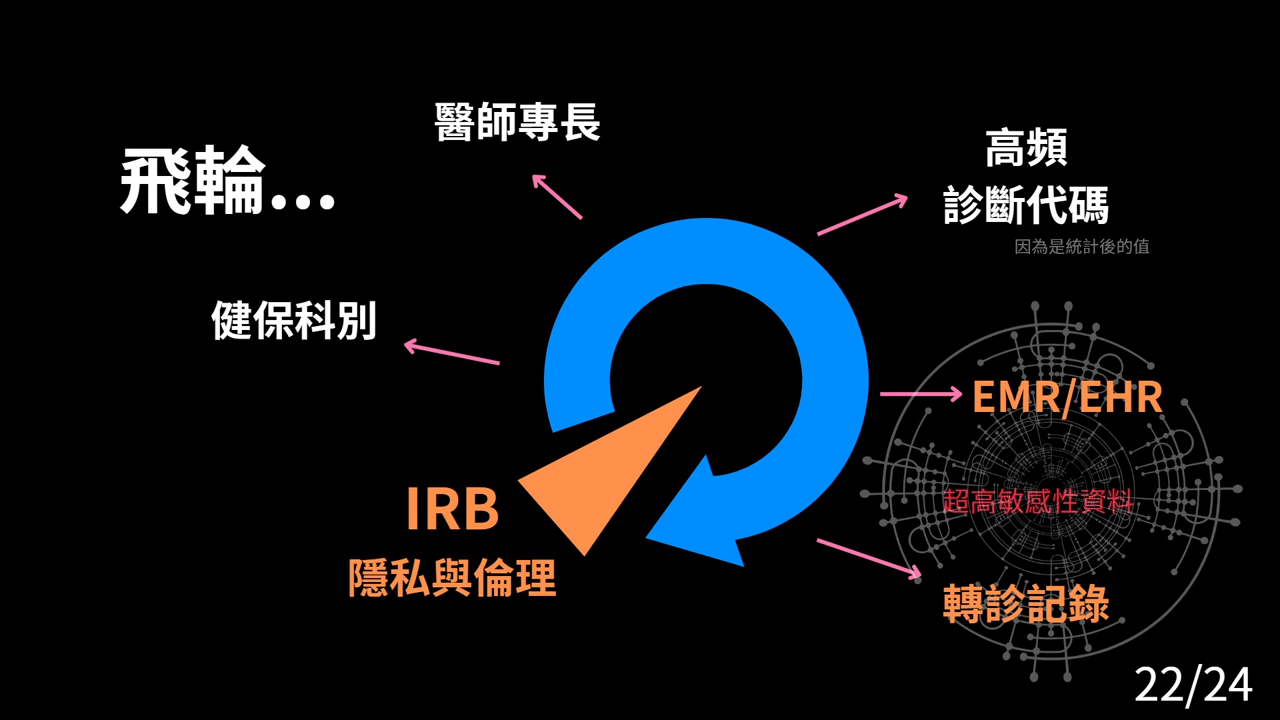 飛輪...
醫師專長
高頻
診斷代碼
因為是統計後的值
健保科別
EMR/EHR
超高敏感性資料
IRB
隱私與倫理
轉診記錄
22/24